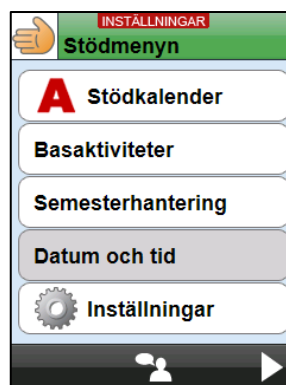 INSTÄLLNINGAR
Stödmenyn
A Stödkalender
Basaktiviteter
Semesterhantering
Datum och tid
Inställningar